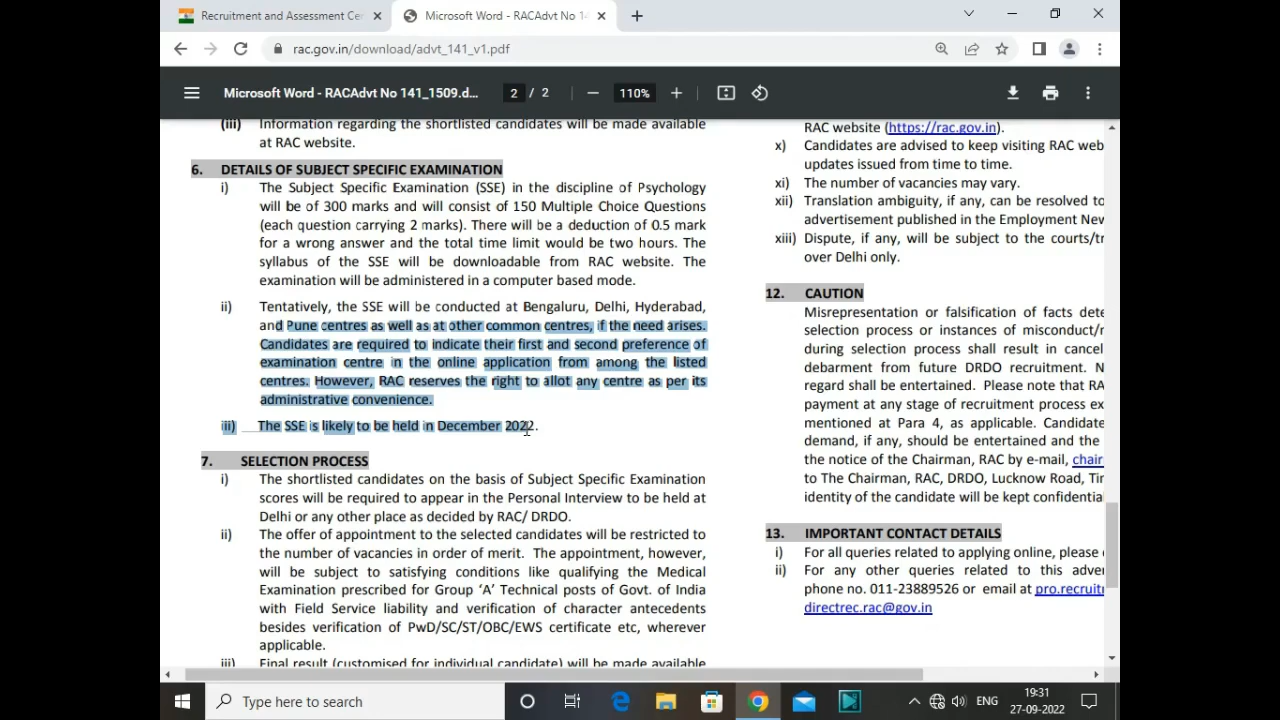 Recruitment and Assessment Ce
Microsoft Word - RACAdvt No 1
rac.gov.in/download/advt_141_v1.pdf
Microsoft Word - RACAdvt No 141_1509.d...
2 / 2
110%
(iii) Information regarding the shortlisted candidates will be made available
at RAC website.
6. DETAILS OF SUBJECT SPECIFIC EXAMINATION
i) The Subject Specific Examination (SSE) in the discipline of Psychology
will be of 300 marks and will consist of 150 Multiple Choice Questions
(each question carrying 2 marks). There will be a deduction of 0.5 mark
for a wrong answer and the total time limit would be two hours. The
syllabus of the SSE will be downloadable from RAC website. The
examination will be administered in a computer based mode.
ii) Tentatively, the SSE will be conducted at Bengaluru, Delhi, Hyderabad,
and Pune centres as well as at other common centres, if the need arises.
Candidates are required to indicate their first and second preference of
examination centre in the online application from among the listed
centres. However, RAC reserves the right to allot any centre as per its
administrative convenience.
iii) The SSE is likely to be held in December 2022.
7. SELECTION PROCESS
i) The shortlisted candidates on the basis of Subject Specific Examination
scores will be required to appear in the Personal Interview to be held at
Delhi or any other place as decided by RAC/ DRDO.
ii) The offer of appointment to the selected candidates will be restricted to
the number of vacancies in order of merit. The appointment, however,
will be subject to satisfying conditions like qualifying the Medical
Examination prescribed for Group ‘A’ Technical posts of Govt. of India
with Field Service liability and verification of character antecedents
besides verification of PwD/SC/ST/OBC/EWS certificate etc, wherever
applicable.
iii) Final result (customised for individual candidate) will be made available
RAC website (https://rac.gov.in).
x) Candidates are advised to keep visiting RAC web
updates issued from time to time.
xi) The number of vacancies may vary.
xii) Translation ambiguity, if any, can be resolved to
advertisement published in the Employment Nev
xiii) Dispute, if any, will be subject to the courts/tr
over Delhi only.
12. CAUTION
Misrepresentation or falsification of facts dete
selection process or instances of misconduct/r
during selection process shall result in cancel
debarment from future DRDO recruitment. N
regard shall be entertained. Please note that RA
payment at any stage of recruitment process ex
mentioned at Para 4, as applicable. Candidate
demand, if any, should be entertained and the
the notice of the Chairman, RAC by e-mail, chair
to The Chairman, RAC, DRDO, Lucknow Road, Tir
identity of the candidate will be kept confidentia
13. IMPORTANT CONTACT DETAILS
i) For all queries related to applying online, please
ii) For any other queries related to this adver
phone no. 011-23889526 or email at pro.recruit
directrec.rac@gov.in
Type here to search
ENG
19:31
27-09-2022